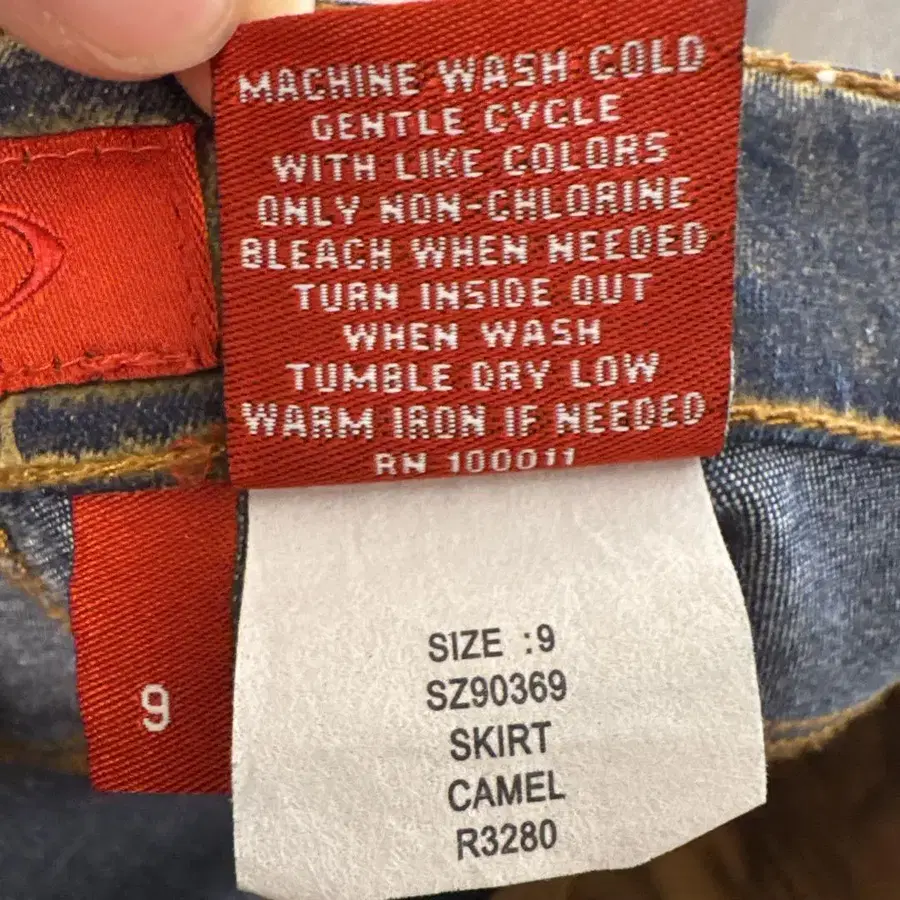 MACHINE WASH COLD
GENTLE CYCLE
WITH LIKE COLORS
ONLY NON-CHLORINE
BLEACH WHEN NEEDED
TURN INSIDE OUT
WHEN WASH
TUMBLE DRY LOW
WARM IRON IF NEEDED
RN 100011
9
SIZE :9
SZ90369
SKIRT
CAMEL
R3280